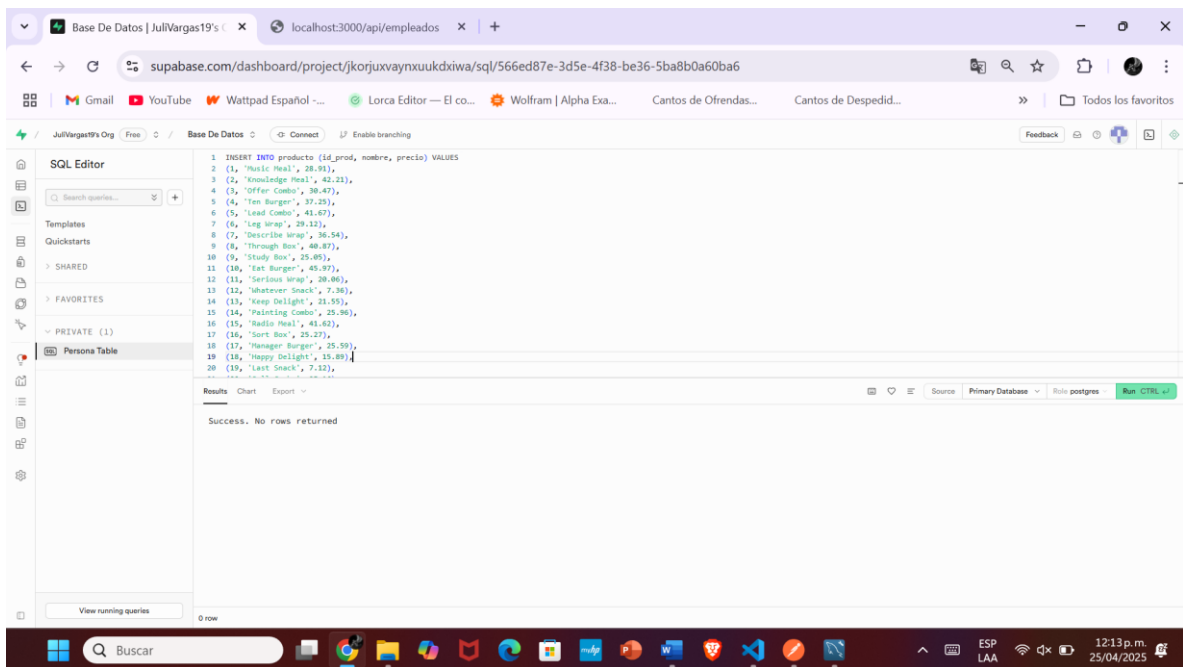 Base De Datos | JuliVargas19's
localhost:3000/api/empleados
supabase.com/dashboard/project/jkorjuxvaynxuukdxiwa/sql/566ed87e-3d5e-4f38-be36-5ba8b0a60ba6
Gmail YouTube Wattpad Español -... Lorca Editor — El co... Wolfram | Alpha Exa... Cantos de Ofrendas... Cantos de Despedid... » Todos los favoritos
JuliVargas19's Org Free / Base De Datos Connect Enable branching Feedback
SQL Editor
Search queries...
Templates
Quickstarts
> SHARED
> FAVORITES
PRIVATE (1)
SQL Persona Table
1 INSERT INTO producto (id_prod, nombre, precio) VALUES
2 (1, 'Music Meal', 28.91),
3 (2, 'Knowledge Meal', 42.21),
4 (3, 'Offer Combo', 30.47),
5 (4, 'Ten Burger', 37.25),
6 (5, 'Lead Combo', 41.67),
7 (6, 'Leg Wrap', 29.12),
8 (7, 'Describe Wrap', 36.54),
9 (8, 'Through Box', 40.87),
10 (9, 'Study Box', 25.05),
11 (10, 'Eat Burger', 45.97),
12 (11, 'Serious Wrap', 20.06),
13 (12, 'Whatever Snack', 7.36),
14 (13, 'Keep Delight', 21.55),
15 (14, 'Painting Combo', 25.96),
16 (15, 'Radio Meal', 41.62),
17 (16, 'Sort Box', 25.27),
18 (17, 'Manager Burger', 25.59),
19 (18, 'Happy Delight', 15.89),
20 (19, 'Last Snack', 7.12),
Results Chart Export Source Primary Database Role postgres Run CTRL
Success. No rows returned
View running queries
0 row
Buscar
ESP
LAA
12:13 p. m.
25/04/2025